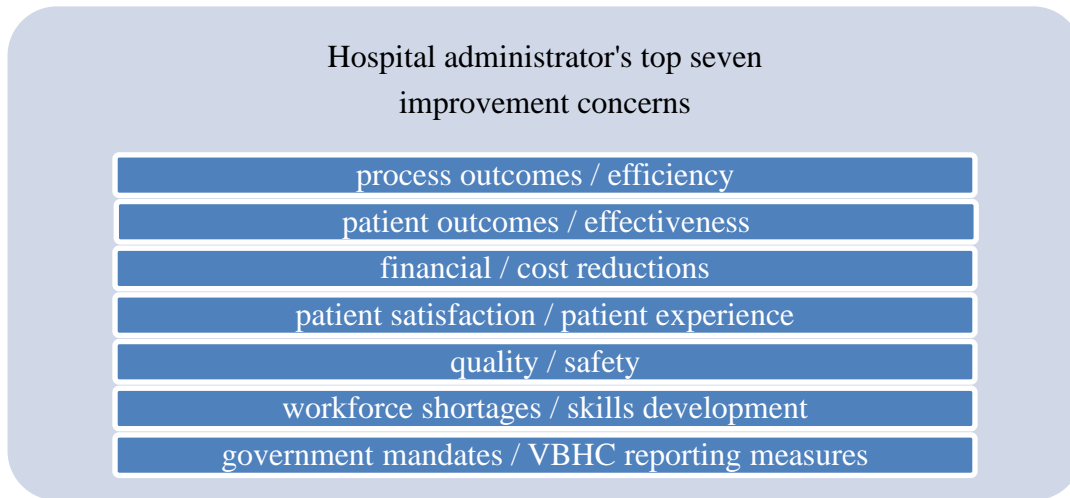 Hospital administrator's top seven
improvement concerns
process outcomes / efficiency
patient outcomes / effectiveness
financial / cost reductions
patient satisfaction / patient experience
quality / safety
workforce shortages / skills development
government mandates / VBHC reporting measures